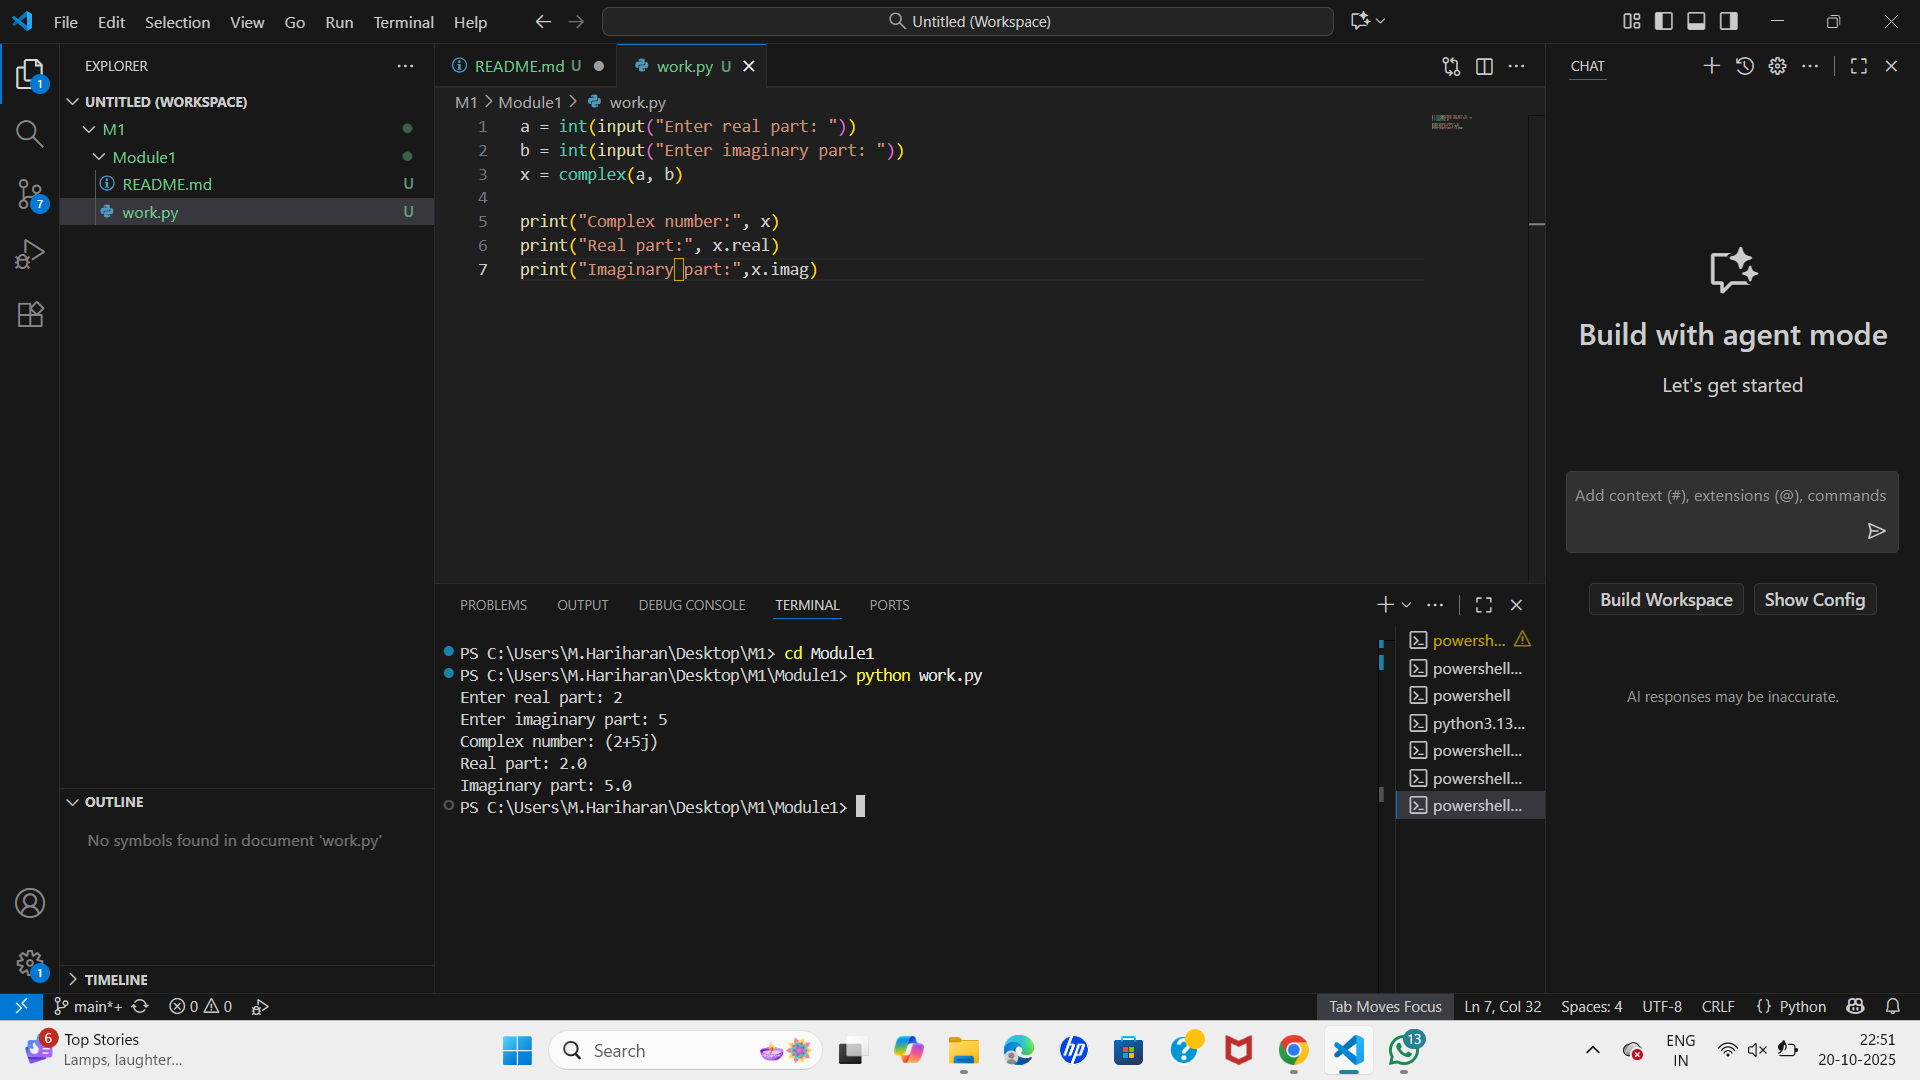 File Edit Selection View Go Run Terminal Help
Untitled (Workspace)
EXPLORER
UNTITLED (WORKSPACE)
M1
Module1
README.md U
work.py U
1
7
OUTLINE
No symbols found in document 'work.py'
1
TIMELINE
README.md U
work.py U
M1 > Module1 > work.py
1 a = int(input("Enter real part: "))
2 b = int(input("Enter imaginary part: "))
3 x = complex(a, b)
4
5 print("Complex number:", x)
6 print("Real part:", x.real)
7 print("Imaginary part:",x.imag)
PROBLEMS OUTPUT DEBUG CONSOLE TERMINAL PORTS
PS C:\Users\M.Hariharan\Desktop\M1> cd Module1
PS C:\Users\M.Hariharan\Desktop\M1\Module1> python work.py
Enter real part: 2
Enter imaginary part: 5
Complex number: (2+5j)
Real part: 2.0
Imaginary part: 5.0
PS C:\Users\M.Hariharan\Desktop\M1\Module1>
powersh...
powershell...
powershell
python3.13...
powershell...
powershell...
powershell...
CHAT
Build with agent mode
Let's get started
Add context (#), extensions (@), commands
Build Workspace Show Config
AI responses may be inaccurate.
main*+ 0 0
Tab Moves Focus Ln 7, Col 32 Spaces: 4 UTF-8 CRLF {} Python
6
Top Stories
Lamps, laughter...
Search
hp
?
13
ENG
IN
22:51
20-10-2025